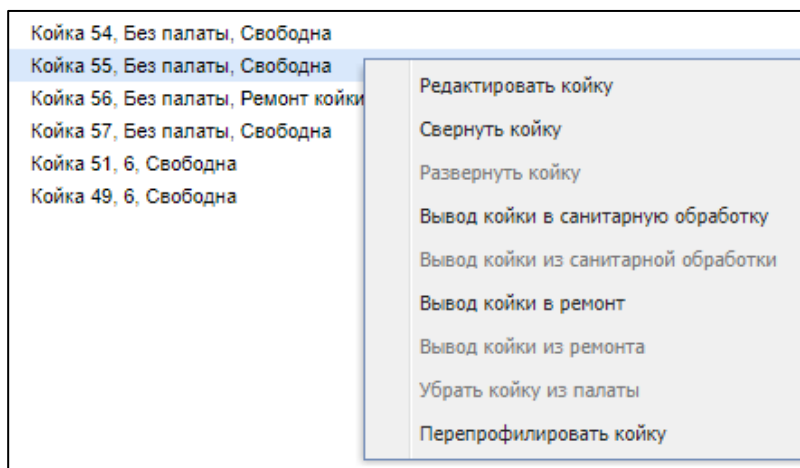 Койка 54, Без палаты, Свободна
Койка 55, Без палаты, Свободна
Койка 56, Без палаты, Ремонт койки
Койка 57, Без палаты, Свободна
Койка 51, 6, Свободна
Койка 49, 6, Свободна
Редактировать койку
Свернуть койку
Развернуть койку
Вывод койки в санитарную обработку
Вывод койки из санитарной обработки
Вывод койки в ремонт
Вывод койки из ремонта
Убрать койку из палаты
Перепрофилировать койку